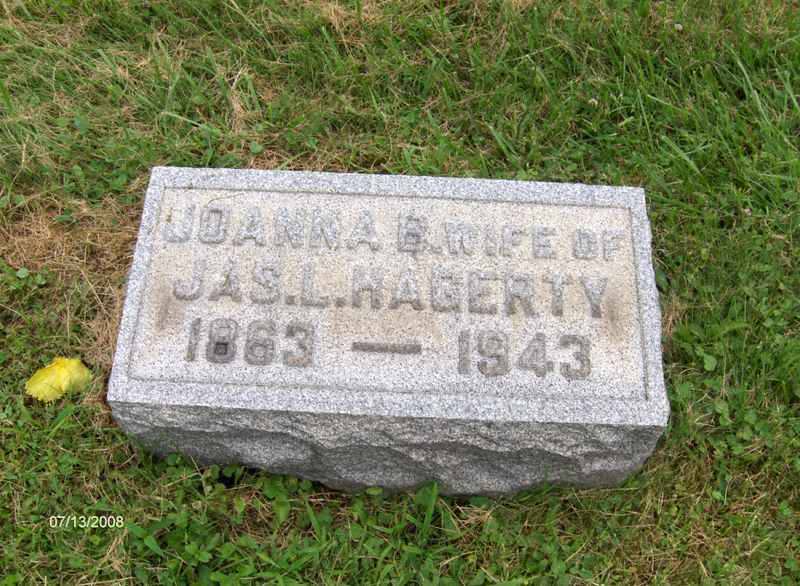 JOANNA B. WIFE OF
JAS. L. HAGERTY
1863 — 1943
07/13/2008